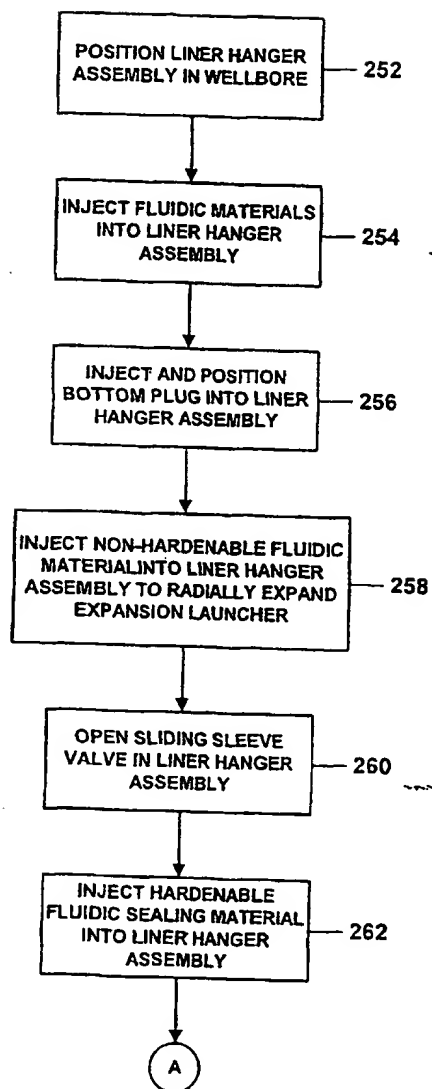 POSITION LINER HANGER
ASSEMBLY IN WELLBORE
252
INJECT FLUIDIC MATERIALS
INTO LINER HANGER
ASSEMBLY
254
INJECT AND POSITION
BOTTOM PLUG INTO LINER
HANGER ASSEMBLY
256
INJECT NON-HARDENABLE FLUIDIC
MATERIALINTO LINER HANGER
ASSEMBLY TO RADIALLY EXPAND
EXPANSION LAUNCHER
258
OPEN SLIDING SLEEVE
VALVE IN LINER HANGER
ASSEMBLY
260
INJECT HARDENABLE
FLUIDIC SEALING MATERIAL
INTO LINER HANGER
ASSEMBLY
262
A